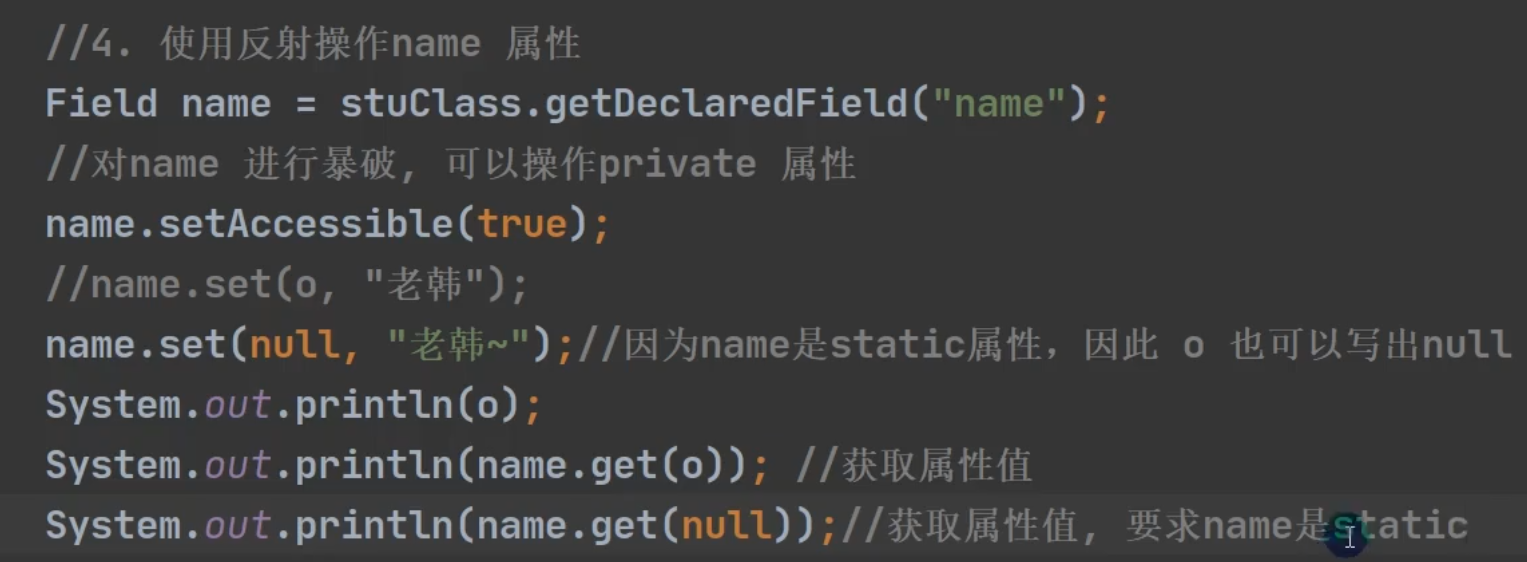 //4. 使用反射操作name 属性
Field name = stuClass.getDeclaredField("name");
//对name 进行暴破, 可以操作private 属性
name.setAccessible(true);
//name.set(o, "老韩");
name.set(null, "老韩~");//因为name是static属性，因此 o 也可以写出null
System.out.println(o);
System.out.println(name.get(o)); //获取属性值
System.out.println(name.get(null));//获取属性值, 要求name是static